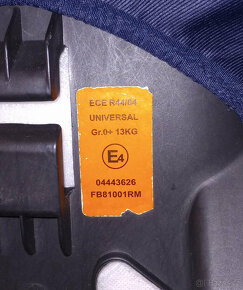 ECE R44/04
UNIVERSAL
Gr.0+ 13KG
E4
04443626
FB81001RM